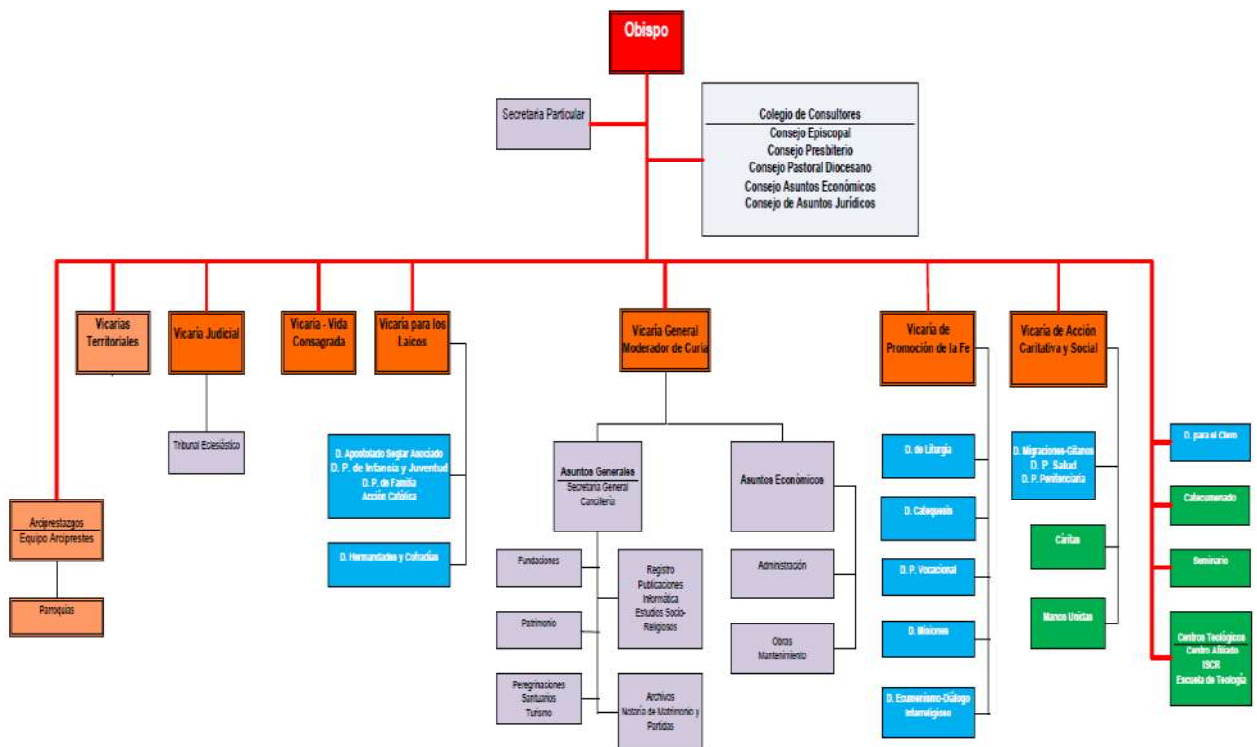 Obispo
Secretaria Particular
Colegio de Consultores
Consejo Episcopal
Consejo Presbiterio
Consejo Pastoral Diocesano
Consejo Asuntos Económicos
Consejo de Asuntos Jurídicos
Vicarias
Territoriales
Vicaría Judicial
Vicaría - Vida
Consagrada
Vicaría para los
Laicos
Vicaría General
Moderador de Curia
Vicaría de
Promoción de la Fe
Vicaría de Acción
Caritativa y Social
Tribunal Eclesiástico
Arciprestazgos
Equipo Arciprestes
Parroquias
D. Apostolado Seglar Asociado
D. P. de Infancia y Juventud
D. P. de Familia
Acción Católica
D. Hermandades y Cofradías
Asuntos Generales
Secretaria General
Cancillería
Fundaciones
Patrimonio
Peregrinaciones
Santuarios
Turismo
Registro
Publicaciones
Informática
Estudios Socio-
Religiosos
Archivos
Notaría de Matrimonio y
Partidas
Asuntos Económicos
Administración
Obras
Mantenimiento
D. de Liturgia
D. Catequesis
D. P. Vocacional
D. Misiones
D. Ecumenismo-Diálogo
Interreligioso
D. Migraciones-Gitanos
D. P. Salud
D. P. Penitenciaria
Cáritas
Manos Unidas
D. para el Clero
Catecumenado
Seminario
Centros Teológicos
Centro Afiliado
ISCR
Escuela de Teología